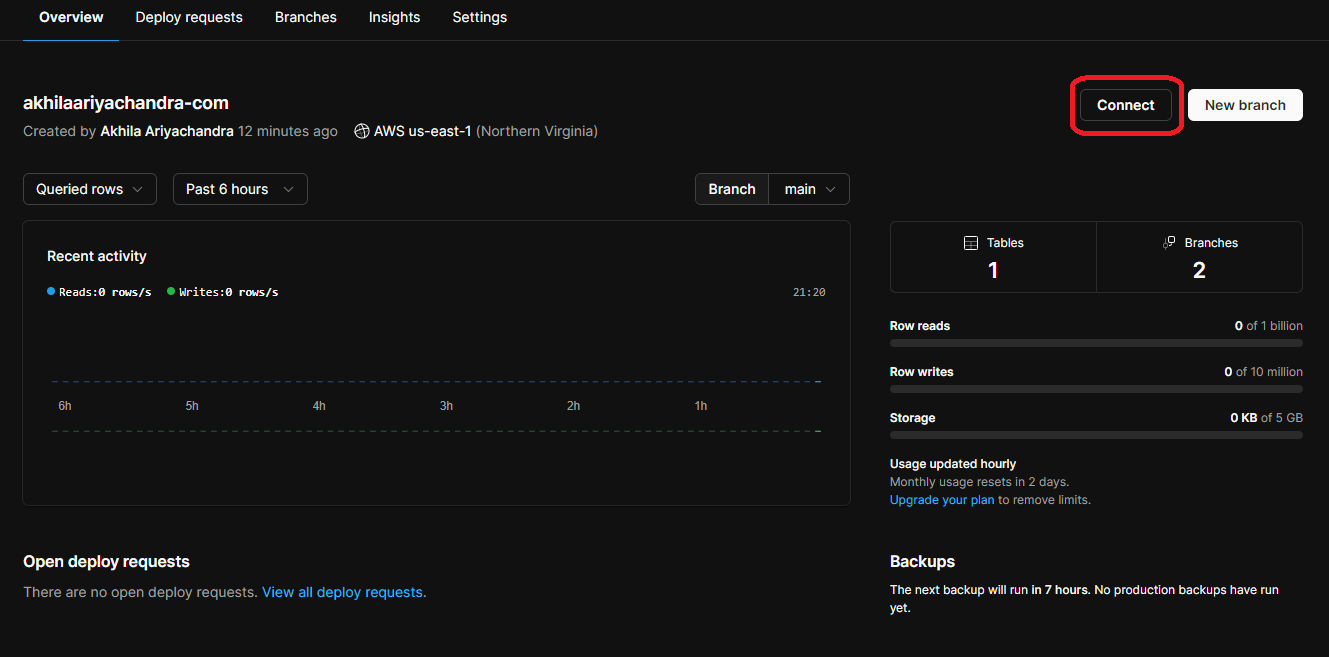 Overview Deploy requests Branches Insights Settings
akhilaariyachandra-com
Connect New branch
Created by Akhila Ariyachandra 12 minutes ago AWS us-east-1 (Northern Virginia)
Queried rows Past 6 hours Branch main
Recent activity
Reads:0 rows/s Writes:0 rows/s 21:20
6h 5h 4h 3h 2h 1h
Tables Branches
1 2
Row reads 0 of 1 billion
Row writes 0 of 10 million
Storage 0 KB of 5 GB
Usage updated hourly
Monthly usage resets in 2 days.
Upgrade your plan to remove limits.
Open deploy requests
There are no open deploy requests. View all deploy requests.
Backups
The next backup will run in 7 hours. No production backups have run
yet.